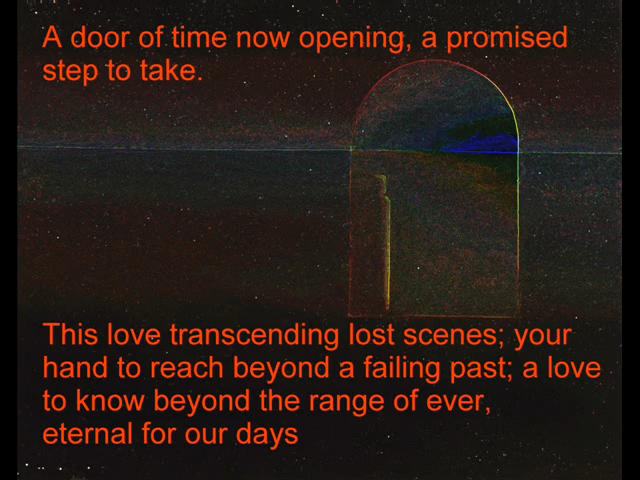 A door of time now opening, a promised
step to take.
This love transcending lost scenes; your
hand to reach beyond a failing past; a love
to know beyond the range of ever,
eternal for our days